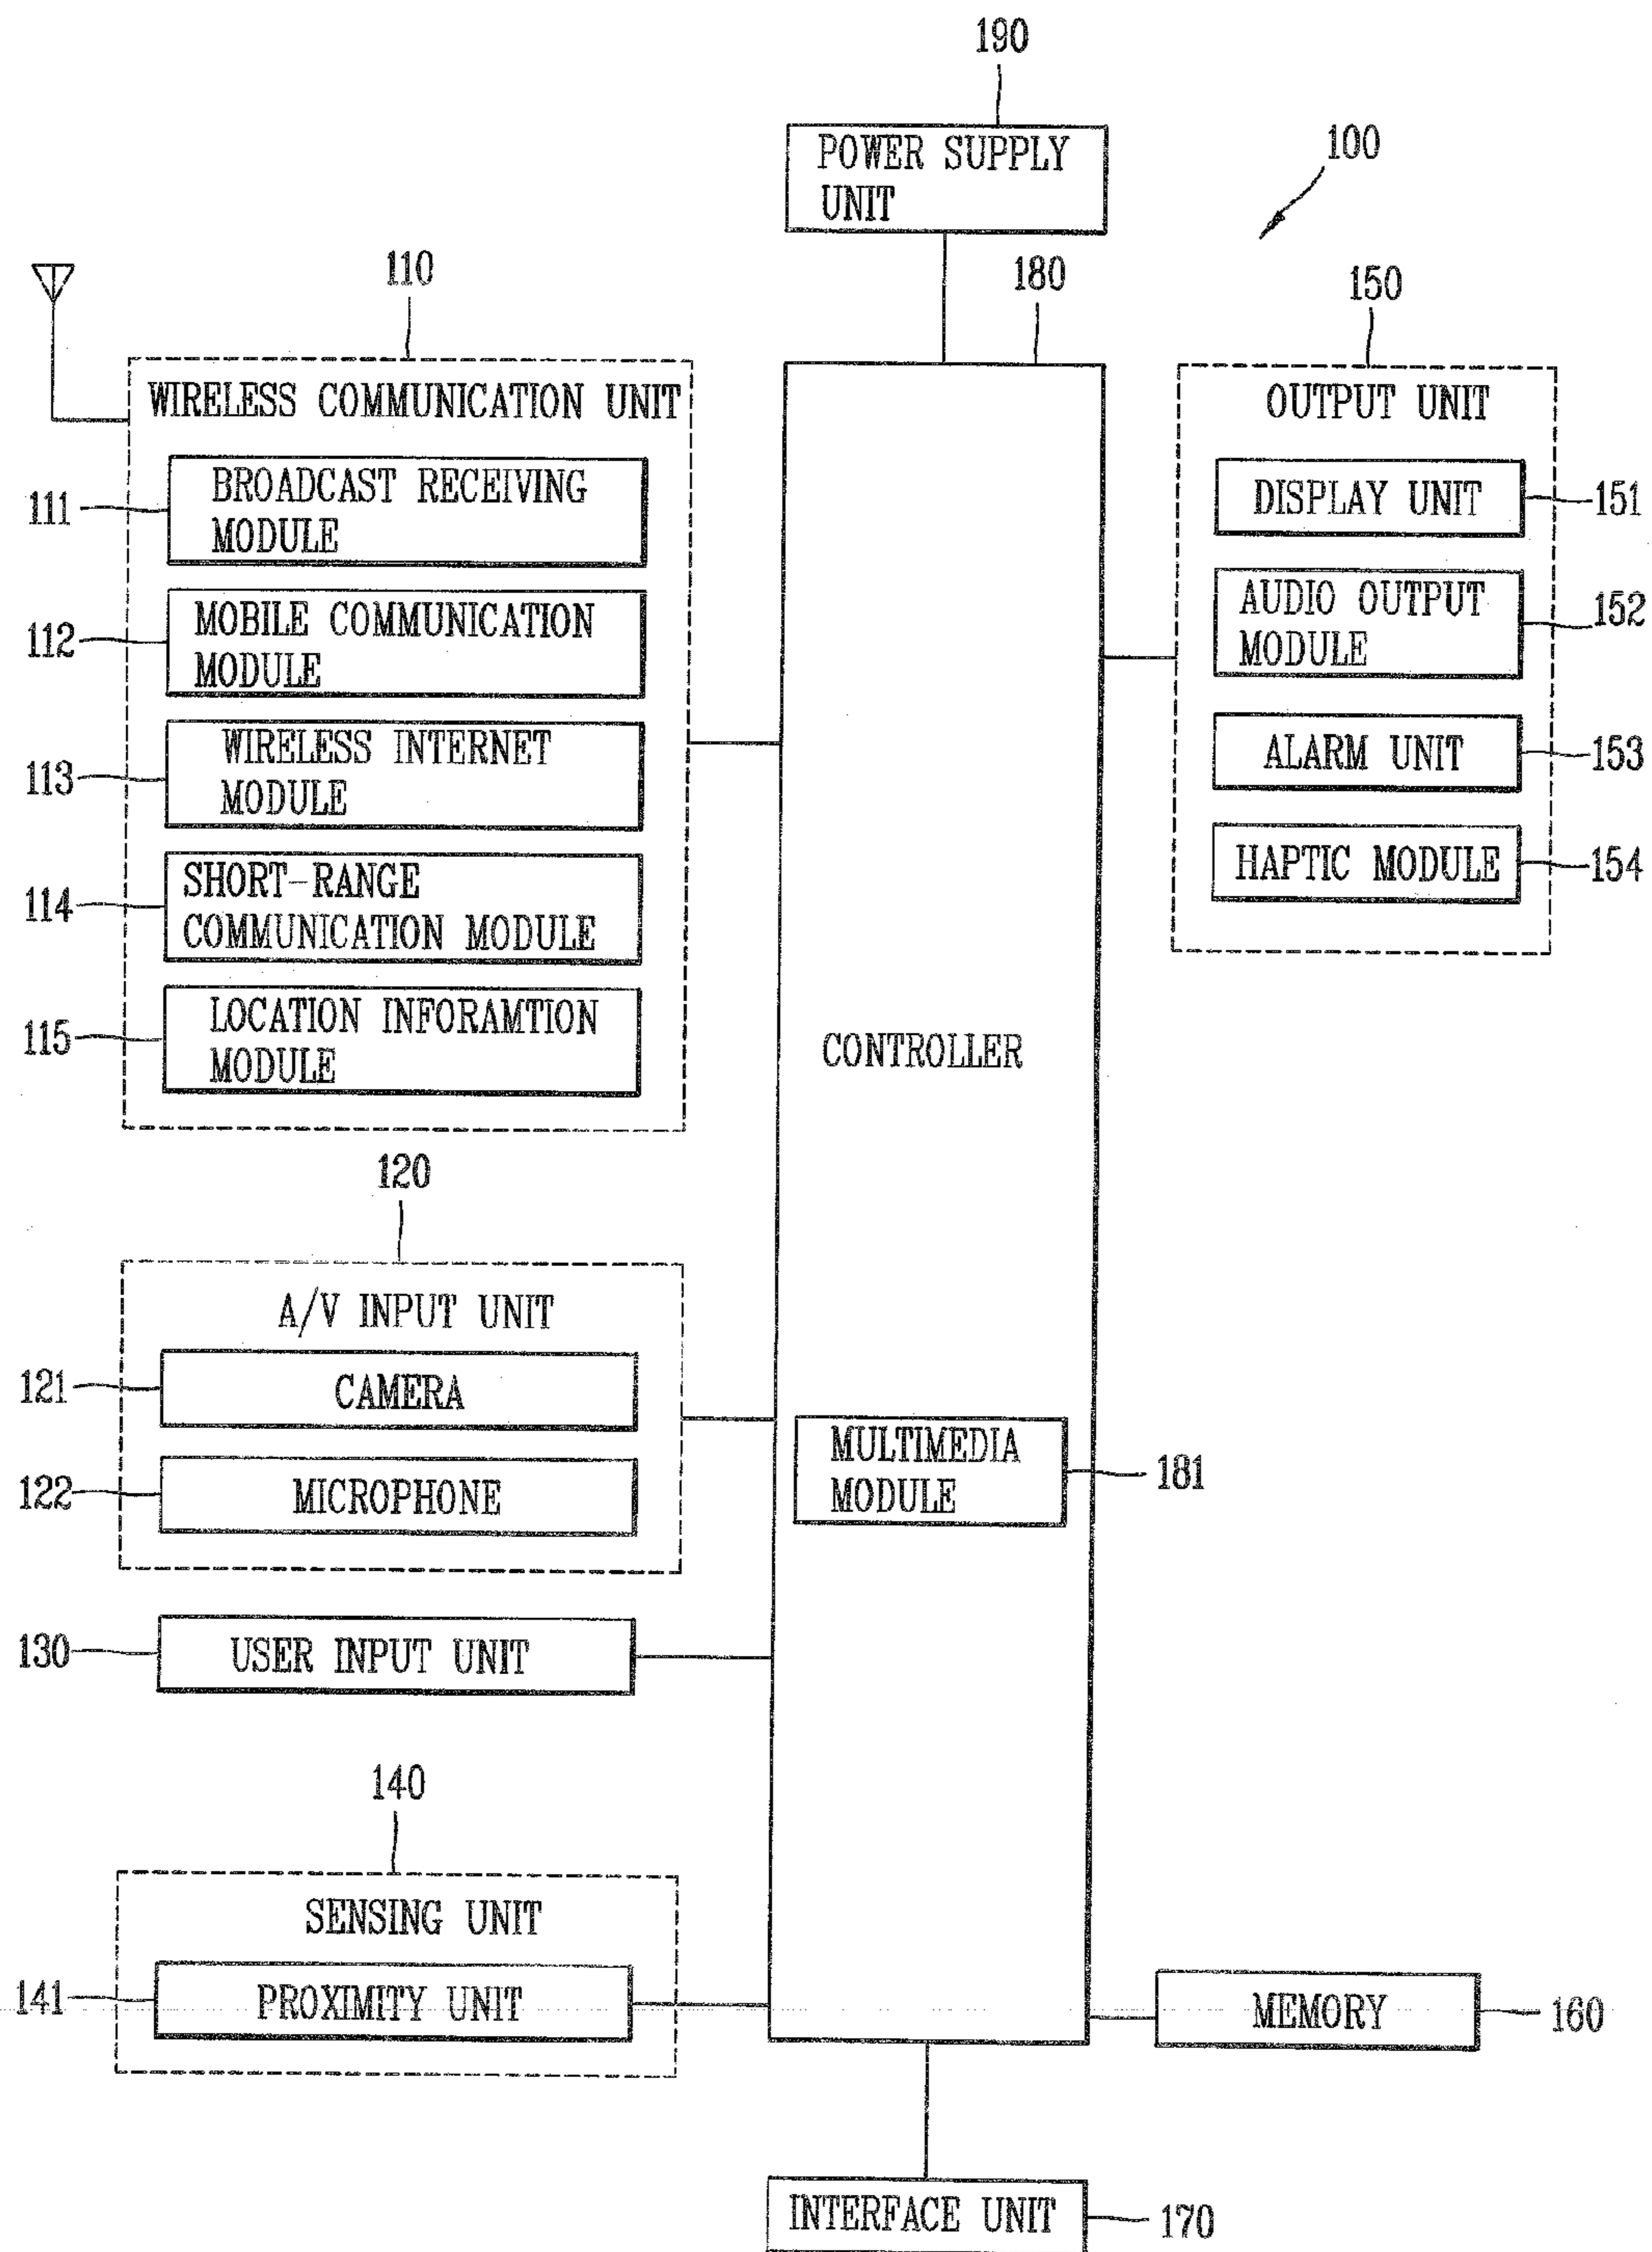 190
POWER SUPPLY
UNIT
100
110
180
150
WIRELESS COMMUNICATION UNIT
111
BROADCAST RECEIVING
MODULE
112
MOBILE COMMUNICATION
MODULE
113
WIRELESS INTERNET
MODULE
114
SHORT-RANGE
COMMUNICATION MODULE
115
LOCATION INFORAMTION
MODULE
OUTPUT UNIT
DISPLAY UNIT
151
AUDIO OUTPUT
MODULE
152
ALARM UNIT
153
HAPTIC MODULE
154
CONTROLLER
120
A/V INPUT UNIT
121
CAMERA
122
MICROPHONE
MULTIMEDIA
MODULE
181
130
USER INPUT UNIT
140
SENSING UNIT
141
PROXIMITY UNIT
MEMORY
160
INTERFACE UNIT
170